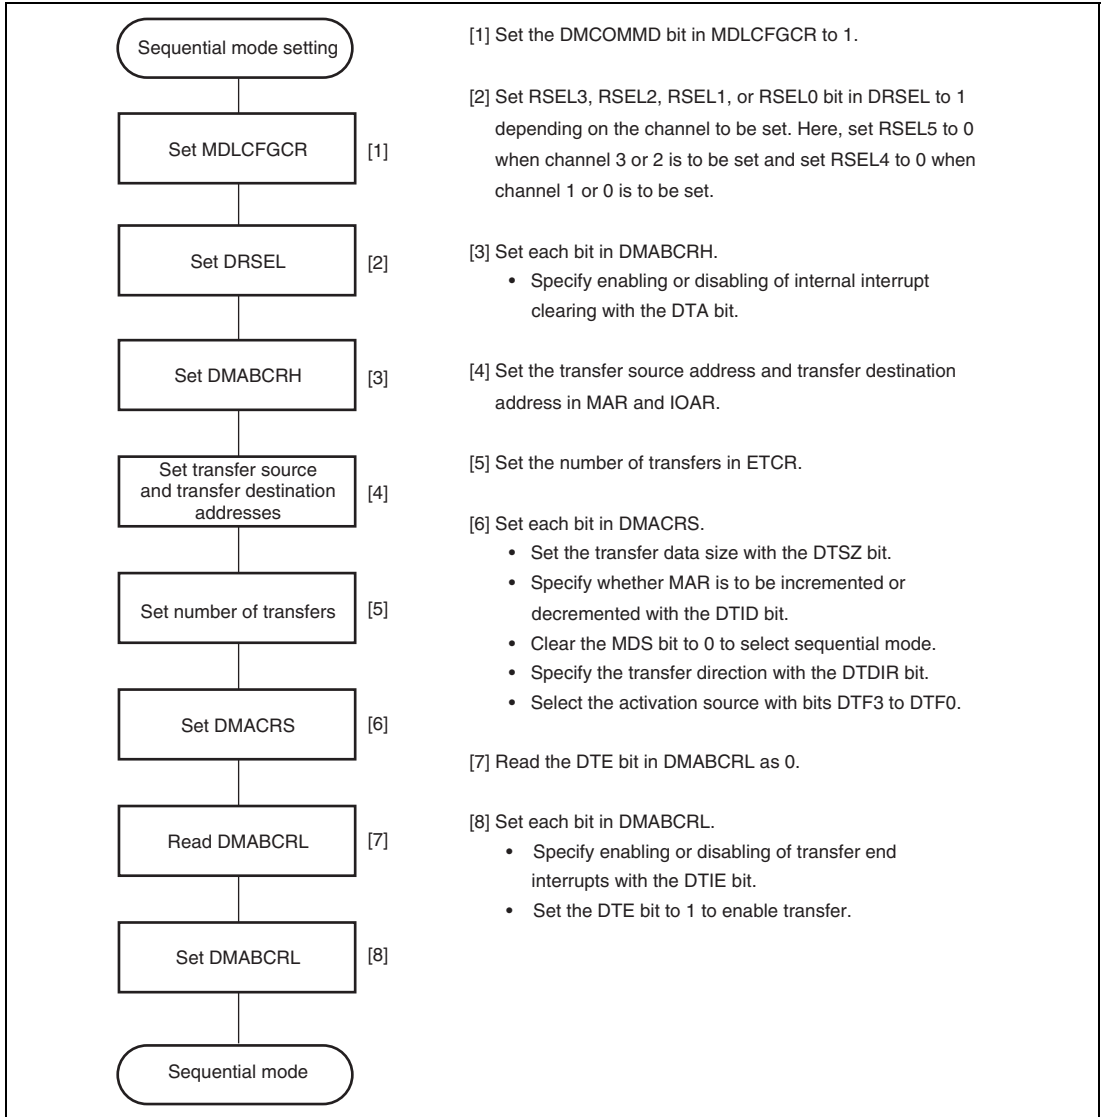 Sequential mode setting
Set MDLCFGCR
[1]
Set DRSEL
[2]
Set DMABCRH
[3]
Set transfer source
and transfer destination
addresses
[4]
Set number of transfers
[5]
Set DMACRS
[6]
Read DMABCRL
[7]
Set DMABCRL
[8]
Sequential mode
[1] Set the DMCOMMD bit in MDLCFGCR to 1.
[2] Set RSEL3, RSEL2, RSEL1, or RSEL0 bit in DRSEL to 1
depending on the channel to be set. Here, set RSEL5 to 0
when channel 3 or 2 is to be set and set RSEL4 to 0 when
channel 1 or 0 is to be set.
[3] Set each bit in DMABCRH.
• Specify enabling or disabling of internal interrupt
clearing with the DTA bit.
[4] Set the transfer source address and transfer destination
address in MAR and IOAR.
[5] Set the number of transfers in ETCR.
[6] Set each bit in DMACRS.
• Set the transfer data size with the DTSZ bit.
• Specify whether MAR is to be incremented or
decremented with the DTID bit.
• Clear the MDS bit to 0 to select sequential mode.
• Specify the transfer direction with the DTDIR bit.
• Select the activation source with bits DTF3 to DTF0.
[7] Read the DTE bit in DMABCRL as 0.
[8] Set each bit in DMABCRL.
• Specify enabling or disabling of transfer end
interrupts with the DTIE bit.
• Set the DTE bit to 1 to enable transfer.